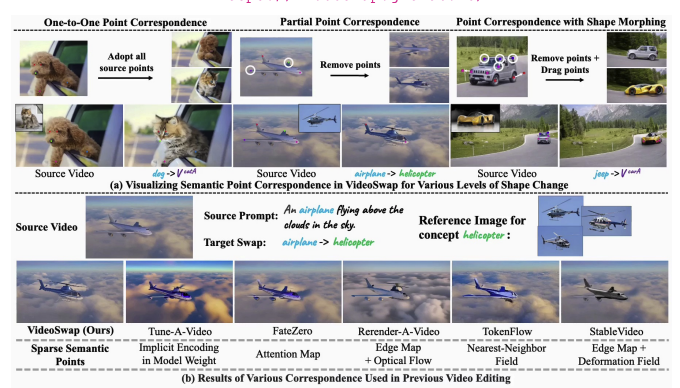 One-to-One Point Correspondence
Partial Point Correspondence
Point Correspondence with Shape Morphing
Adopt all
source points
Remove points
Remove points +
Drag points
Source Video
dog -> V^catA
Source Video
airplane -> helicopter
Source Video
jeep -> V^carA
(a) Visualizing Semantic Point Correspondence in VideoSwap for Various Levels of Shape Change
Source Video
Source Prompt: An airplane flying above the
clouds in the sky.
Target Swap: airplane -> helicopter
Reference Image for
concept helicopter :
VideoSwap (Ours)
Tune-A-Video
FateZero
Rerender-A-Video
TokenFlow
StableVideo
Sparse Semantic
Points
Implicit Encoding
in Model Weight
Attention Map
Edge Map
+ Optical Flow
Nearest-Neighbor
Field
Edge Map +
Deformation Field
(b) Results of Various Correspondence Used in Previous Video Editing